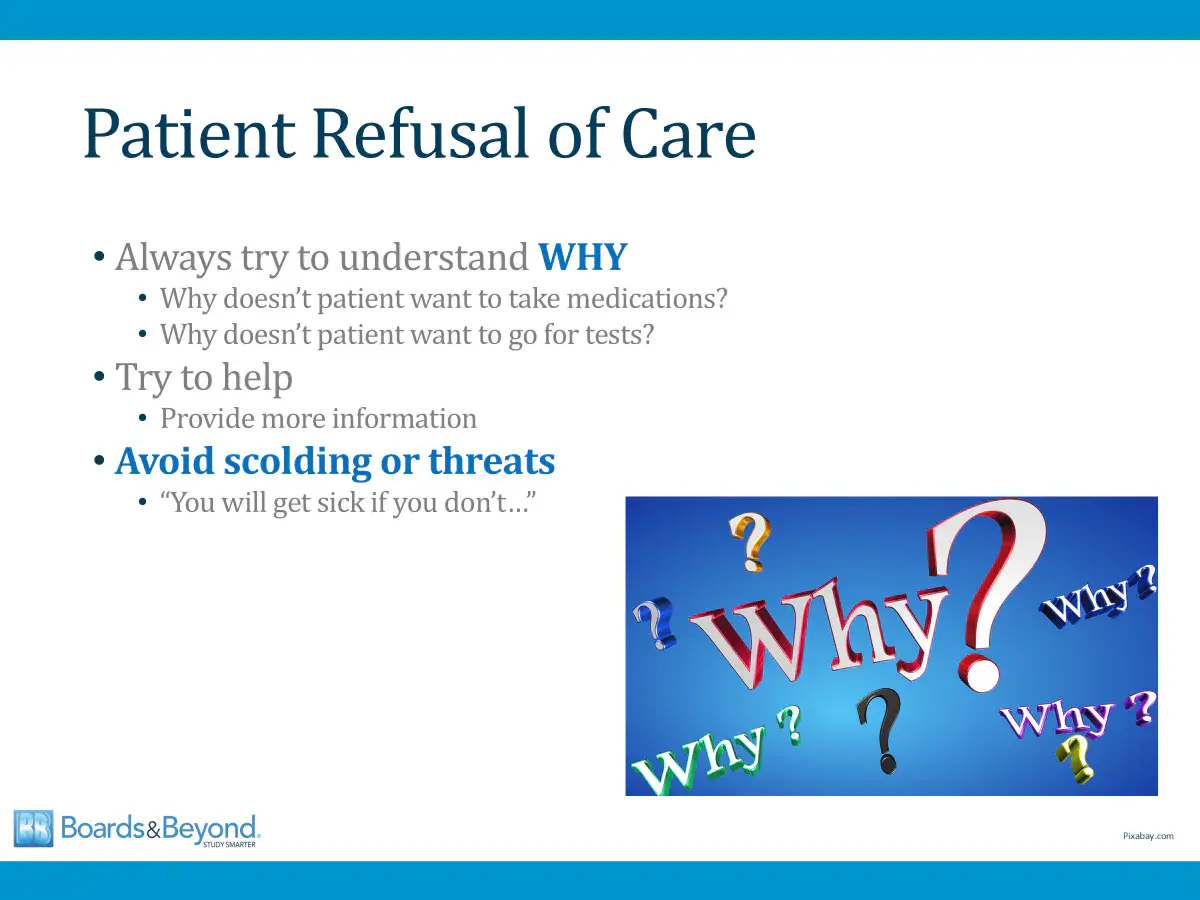 Patient Refusal of Care
• Always try to understand WHY
• Why doesn’t patient want to take medications?
• Why doesn’t patient want to go for tests?
• Try to help
• Provide more information
• Avoid scolding or threats
• “You will get sick if you don’t…”
?
Why?
?
Why ?
Why ?
?
Why ?
?
BB Boards&Beyond®
STUDY SMARTER
Pixabay.com